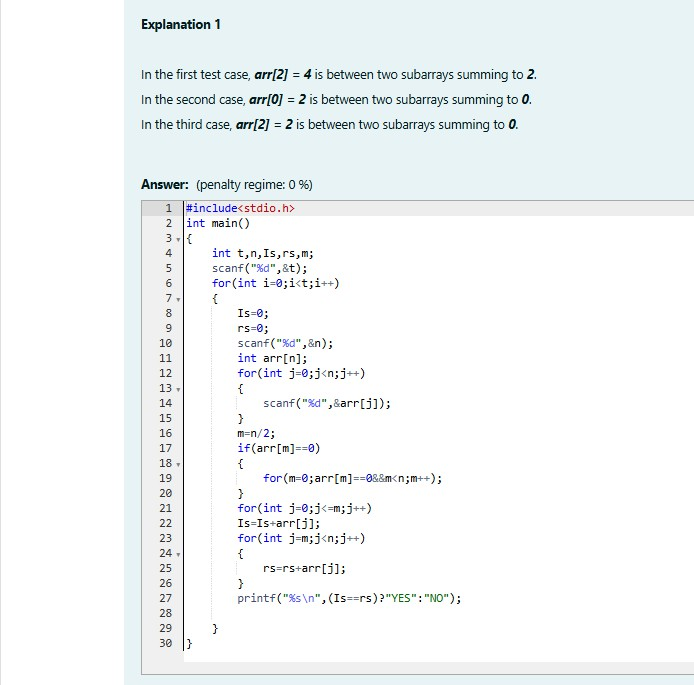 Explanation 1
In the first test case, arr[2] = 4 is between two subarrays summing to 2.
In the second case, arr[0] = 2 is between two subarrays summing to 0.
In the third case, arr[2] = 2 is between two subarrays summing to 0.
Answer: (penalty regime: 0 %)
1 #include<stdio.h>
2 int main()
3 {
4 int t,n,Is,rs,m;
5 scanf("%d",&t);
6 for(int i=0;i<t;i++)
7 {
8 Is=0;
9 rs=0;
10 scanf("%d",&n);
11 int arr[n];
12 for(int j=0;j<n;j++)
13 {
14 scanf("%d",&arr[j]);
15 }
16 m=n/2;
17 if(arr[m]==0)
18 {
19 for(m=0;arr[m]==0&&m<n;m++);
20 }
21 for(int j=0;j<=m;j++)
22 Is=Is+arr[j];
23 for(int j=m;j<n;j++)
24 {
25 rs=rs+arr[j];
26 }
27 printf("%s\n",(Is==rs)?"YES":"NO");
28
29 }
30 }